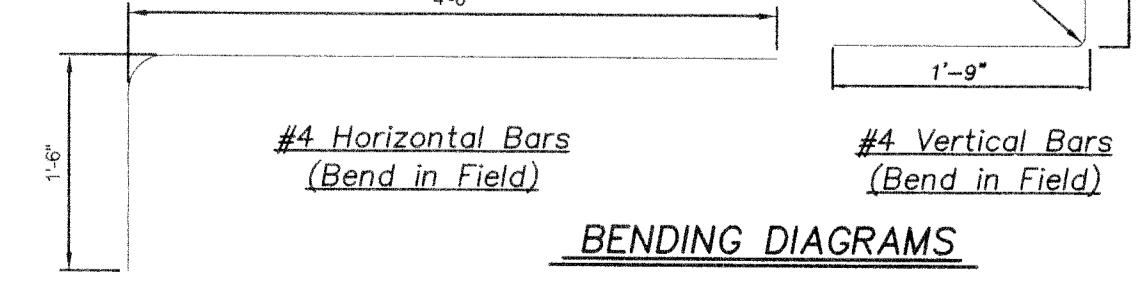 1'-9"
1'-6"
#4 Horizontal Bars
(Bend in Field)
#4 Vertical Bars
(Bend in Field)
BENDING DIAGRAMS